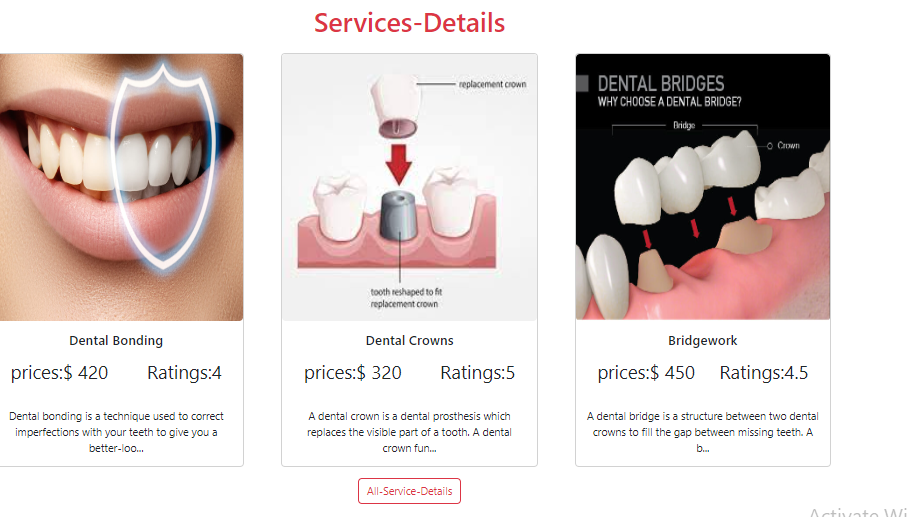 Services-Details
replacement crown
tooth reshaped to fit
replacement crown
DENTAL BRIDGES
WHY CHOOSE A DENTAL BRIDGE?
Bridge
Crown
Dental Bonding
prices:$ 420 Ratings:4
Dental bonding is a technique used to correct
imperfections with your teeth to give you a
better-loo...
Dental Crowns
prices:$ 320 Ratings:5
A dental crown is a dental prosthesis which
replaces the visible part of a tooth. A dental
crown fun...
Bridgework
prices:$ 450 Ratings:4.5
A dental bridge is a structure between two dental
crowns to fill the gap between missing teeth. A
b...
All-Service-Details
Activate Wi